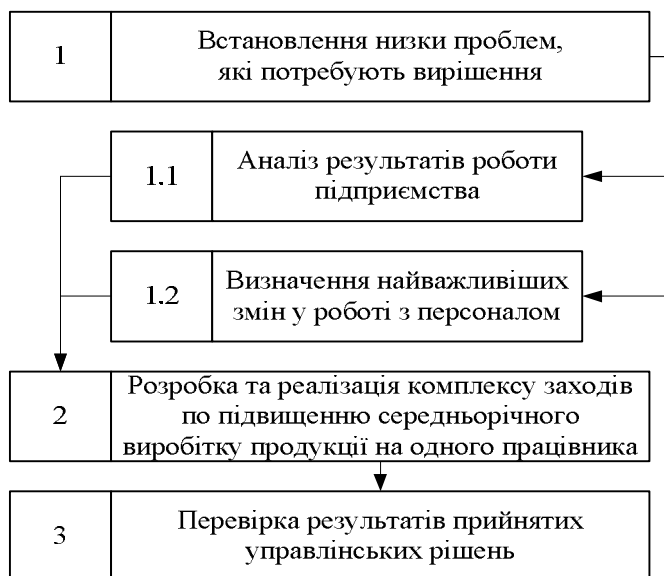 1
Встановлення низки проблем,
які потребують вирішення
1.1
Аналіз результатів роботи
підприємства
1.2
Визначення найважливіших
змін у роботі з персоналом
2
Розробка та реалізація комплексу заходів
по підвищенню середньорічного
виробітку продукції на одного працівника
3
Перевірка результатів прийнятих
управлінських рішень